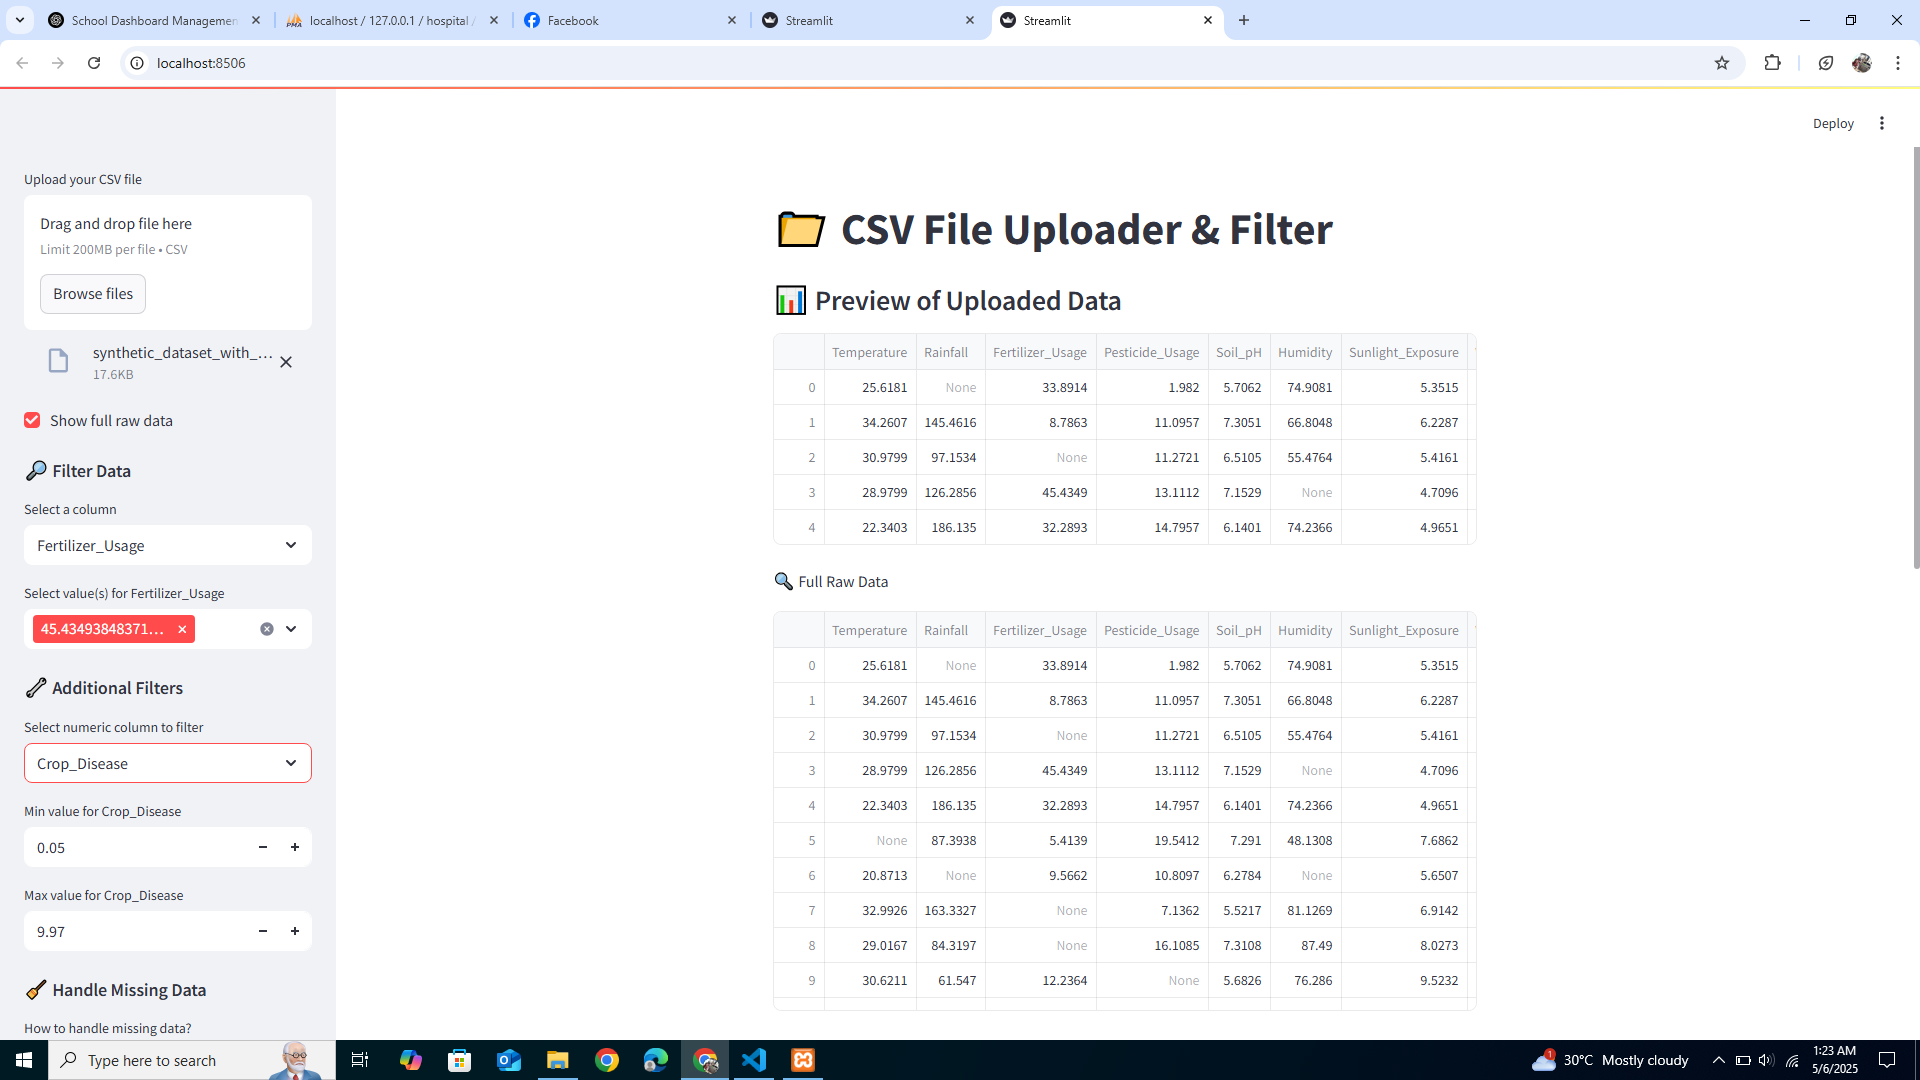 School Dashboard Managemen
localhost / 127.0.0.1 / hospital /
Facebook
Streamlit
Streamlit
localhost:8506
Deploy
Upload your CSV file
Drag and drop file here
Limit 200MB per file • CSV
Browse files
synthetic_dataset_with_...
17.6KB
Show full raw data
Filter Data
Select a column
Fertilizer_Usage
Select value(s) for Fertilizer_Usage
45.43493848371...
Additional Filters
Select numeric column to filter
Crop_Disease
Min value for Crop_Disease
0.05
Max value for Crop_Disease
9.97
Handle Missing Data
How to handle missing data?
CSV File Uploader & Filter
Preview of Uploaded Data
Temperature Rainfall Fertilizer_Usage Pesticide_Usage Soil_pH Humidity Sunlight_Exposure
0 25.6181 None 33.8914 1.982 5.7062 74.9081 5.3515
1 34.2607 145.4616 8.7863 11.0957 7.3051 66.8048 6.2287
2 30.9799 97.1534 None 11.2721 6.5105 55.4764 5.4161
3 28.9799 126.2856 45.4349 13.1112 7.1529 None 4.7096
4 22.3403 186.135 32.2893 14.7957 6.1401 74.2366 4.9651
Full Raw Data
Temperature Rainfall Fertilizer_Usage Pesticide_Usage Soil_pH Humidity Sunlight_Exposure
0 25.6181 None 33.8914 1.982 5.7062 74.9081 5.3515
1 34.2607 145.4616 8.7863 11.0957 7.3051 66.8048 6.2287
2 30.9799 97.1534 None 11.2721 6.5105 55.4764 5.4161
3 28.9799 126.2856 45.4349 13.1112 7.1529 None 4.7096
4 22.3403 186.135 32.2893 14.7957 6.1401 74.2366 4.9651
5 None 87.3938 5.4139 19.5412 7.291 48.1308 7.6862
6 20.8713 None 9.5662 10.8097 6.2784 None 5.6507
7 32.9926 163.3327 None 7.1362 5.5217 81.1269 6.9142
8 29.0167 84.3197 None 16.1085 7.3108 87.49 8.0273
9 30.6211 61.547 12.2364 None 5.6826 76.286 9.5232
Type here to search
1
30°C Mostly cloudy
1:23 AM
5/6/2025